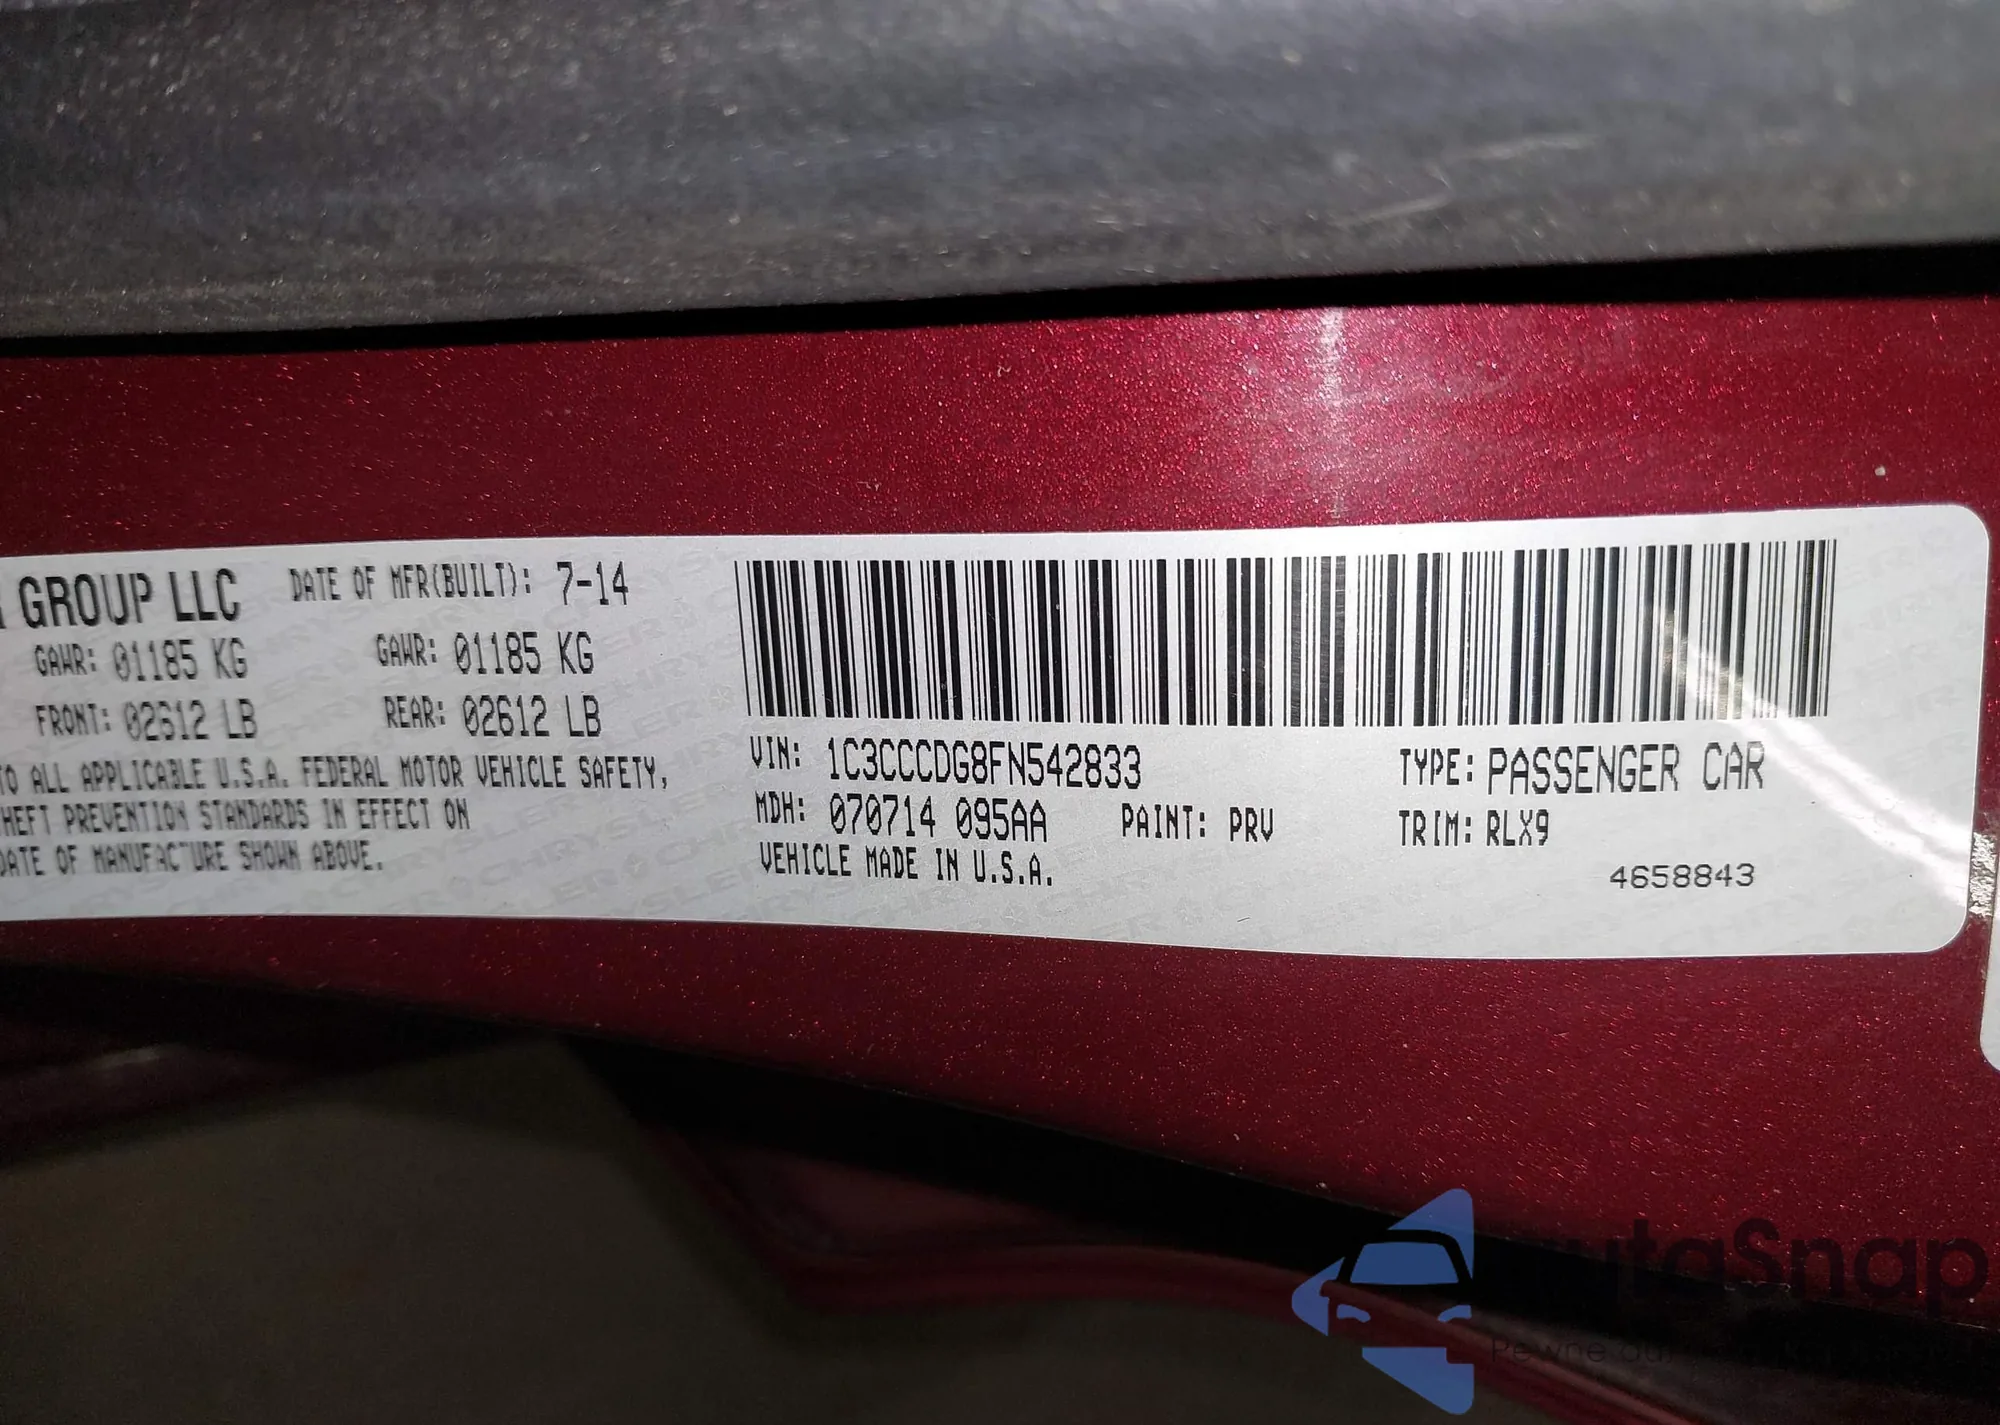 GROUP LLC DATE OF MFR(BUILT): 7-14
GAWR: 01185 KG GAWR: 01185 KG
FRONT: 02612 LB REAR: 02612 LB
TO ALL APPLICABLE U.S.A. FEDERAL MOTOR VEHICLE SAFETY,
HEFT PREVENTION STANDARDS IN EFFECT ON
DATE OF MANUFACTURE SHOWN ABOVE.
VIN: 1C3CCCDG8FN542833 TYPE: PASSENGER CAR
MDH: 070714 095AA PAINT: PRV TRIM: RLX9
VEHICLE MADE IN U.S.A.
4658843
ytaSnap
Pewne